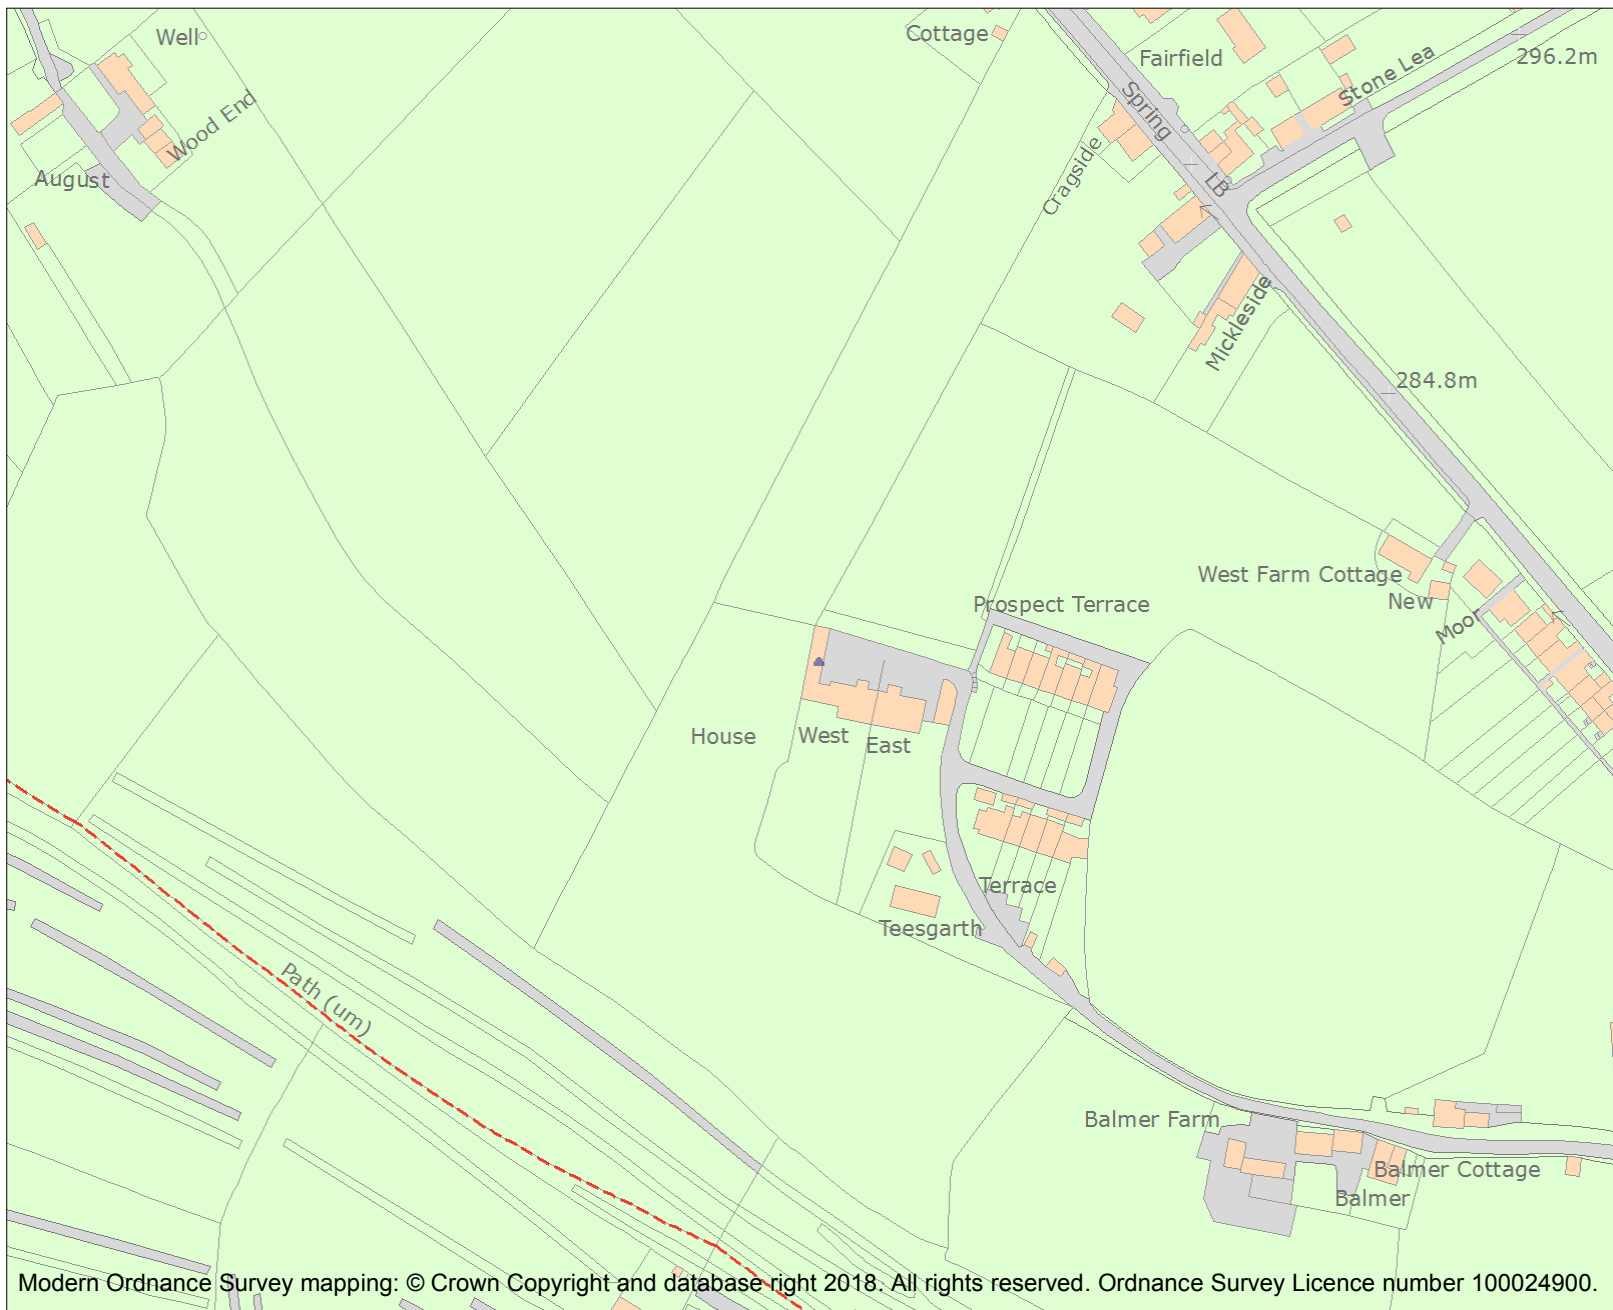 Well
Cottage
Fairfield
296.2m
Stone Lea
Spring
Wood End
Cragside
August
LB
Mickleside
284.8m
West Farm Cottage
New
Prospect Terrace
Moor
House
West
East
Terrace
Teesgarth
Path (um)
Balmer Farm
Balmer Cottage
Balmer
Modern Ordnance Survey mapping: © Crown Copyright and database right 2018. All rights reserved. Ordnance Survey Licence number 100024900.